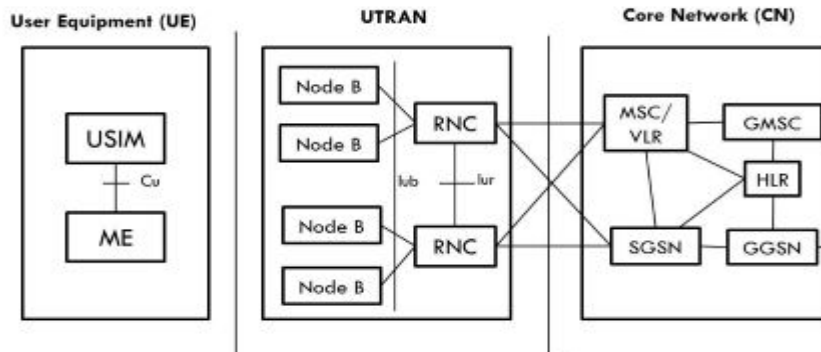 User Equipment (UE)
UTRAN
Core Network (CN)
USIM
Cu
ME
Node B
Node B
RNC
Iub
Iur
Node B
Node B
RNC
MSC/
VLR
GMSC
HLR
SGSN
GGSN